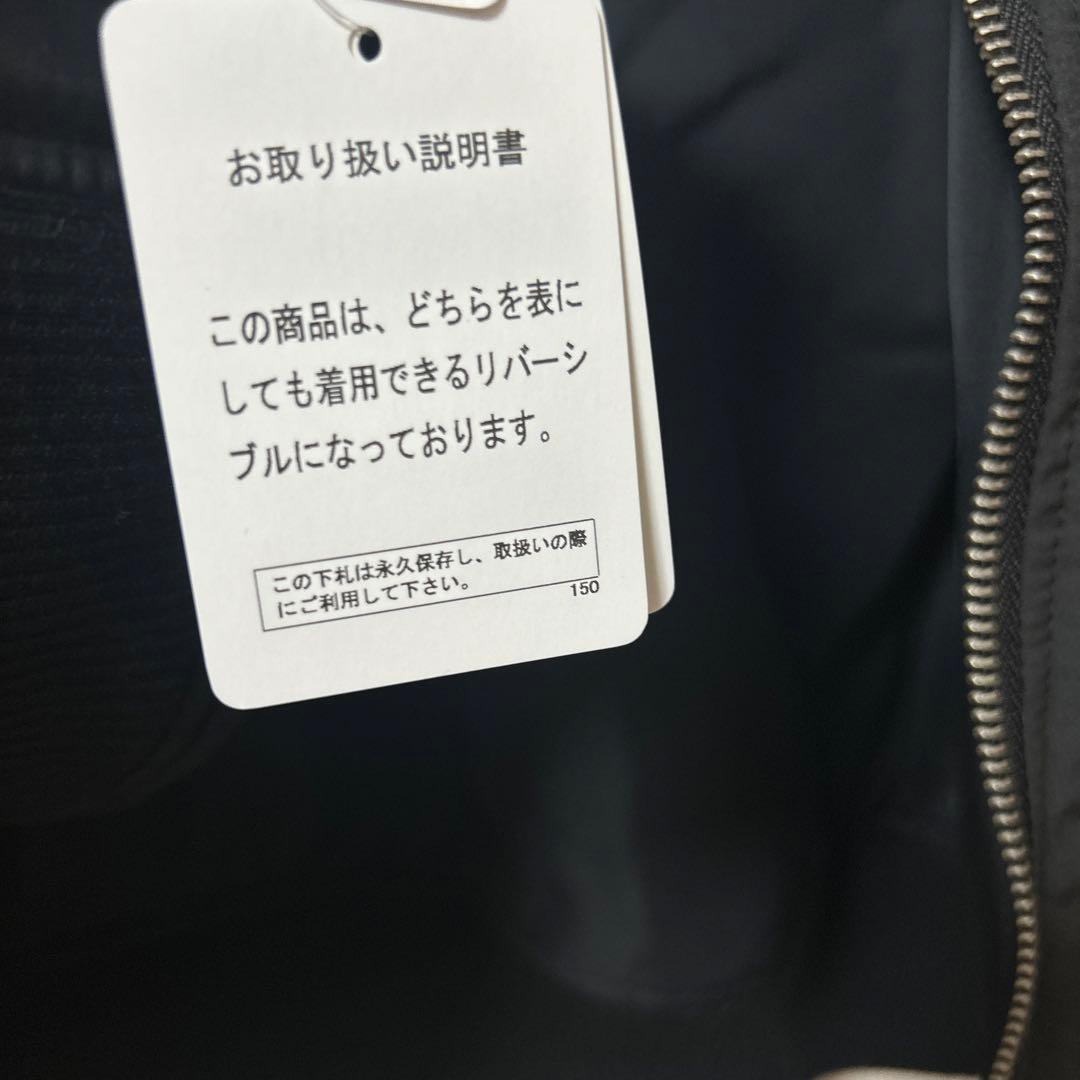 お取り扱い説明書
この商品は、どちらを表に
しても着用できるリバーシ
ブルになっております。
この下札は永久保存し、取扱いの際
にご利用して下さい。
150